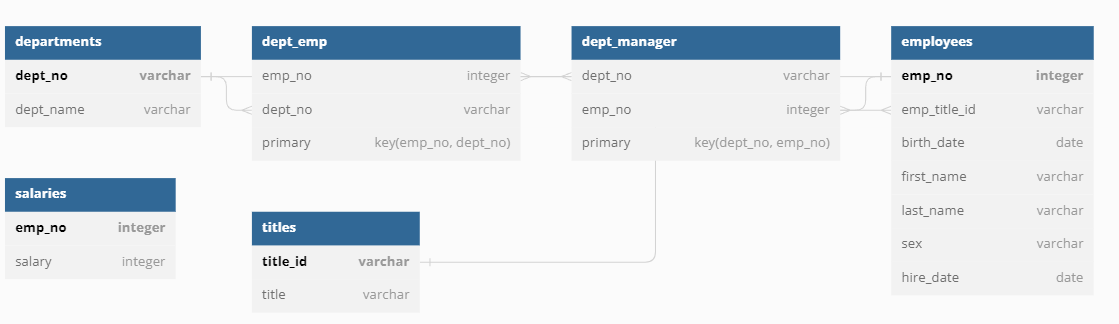 departments
dept_no varchar
dept_name varchar
dept_emp
emp_no integer
dept_no varchar
primary key(emp_no, dept_no)
dept_manager
dept_no varchar
emp_no integer
primary key(dept_no, emp_no)
employees
emp_no integer
emp_title_id varchar
birth_date date
first_name varchar
last_name varchar
sex varchar
hire_date date
salaries
emp_no integer
salary integer
titles
title_id varchar
title varchar